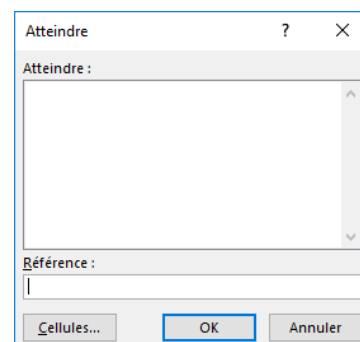 Atteindre ? X
Atteindre :
Référence :
Cellules... OK Annuler